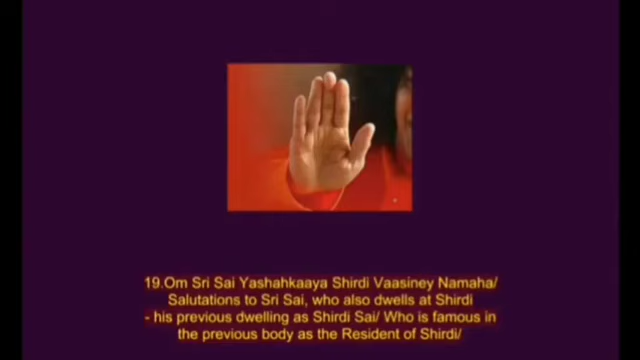 19.Om Sri Sai Yashahkaaya Shirdi Vaasiney Namaha/
Salutations to Sri Sai, who also dwells at Shirdi
- his previous dwelling as Shirdi Sai/ Who is famous in
the previous body as the Resident of Shirdi/